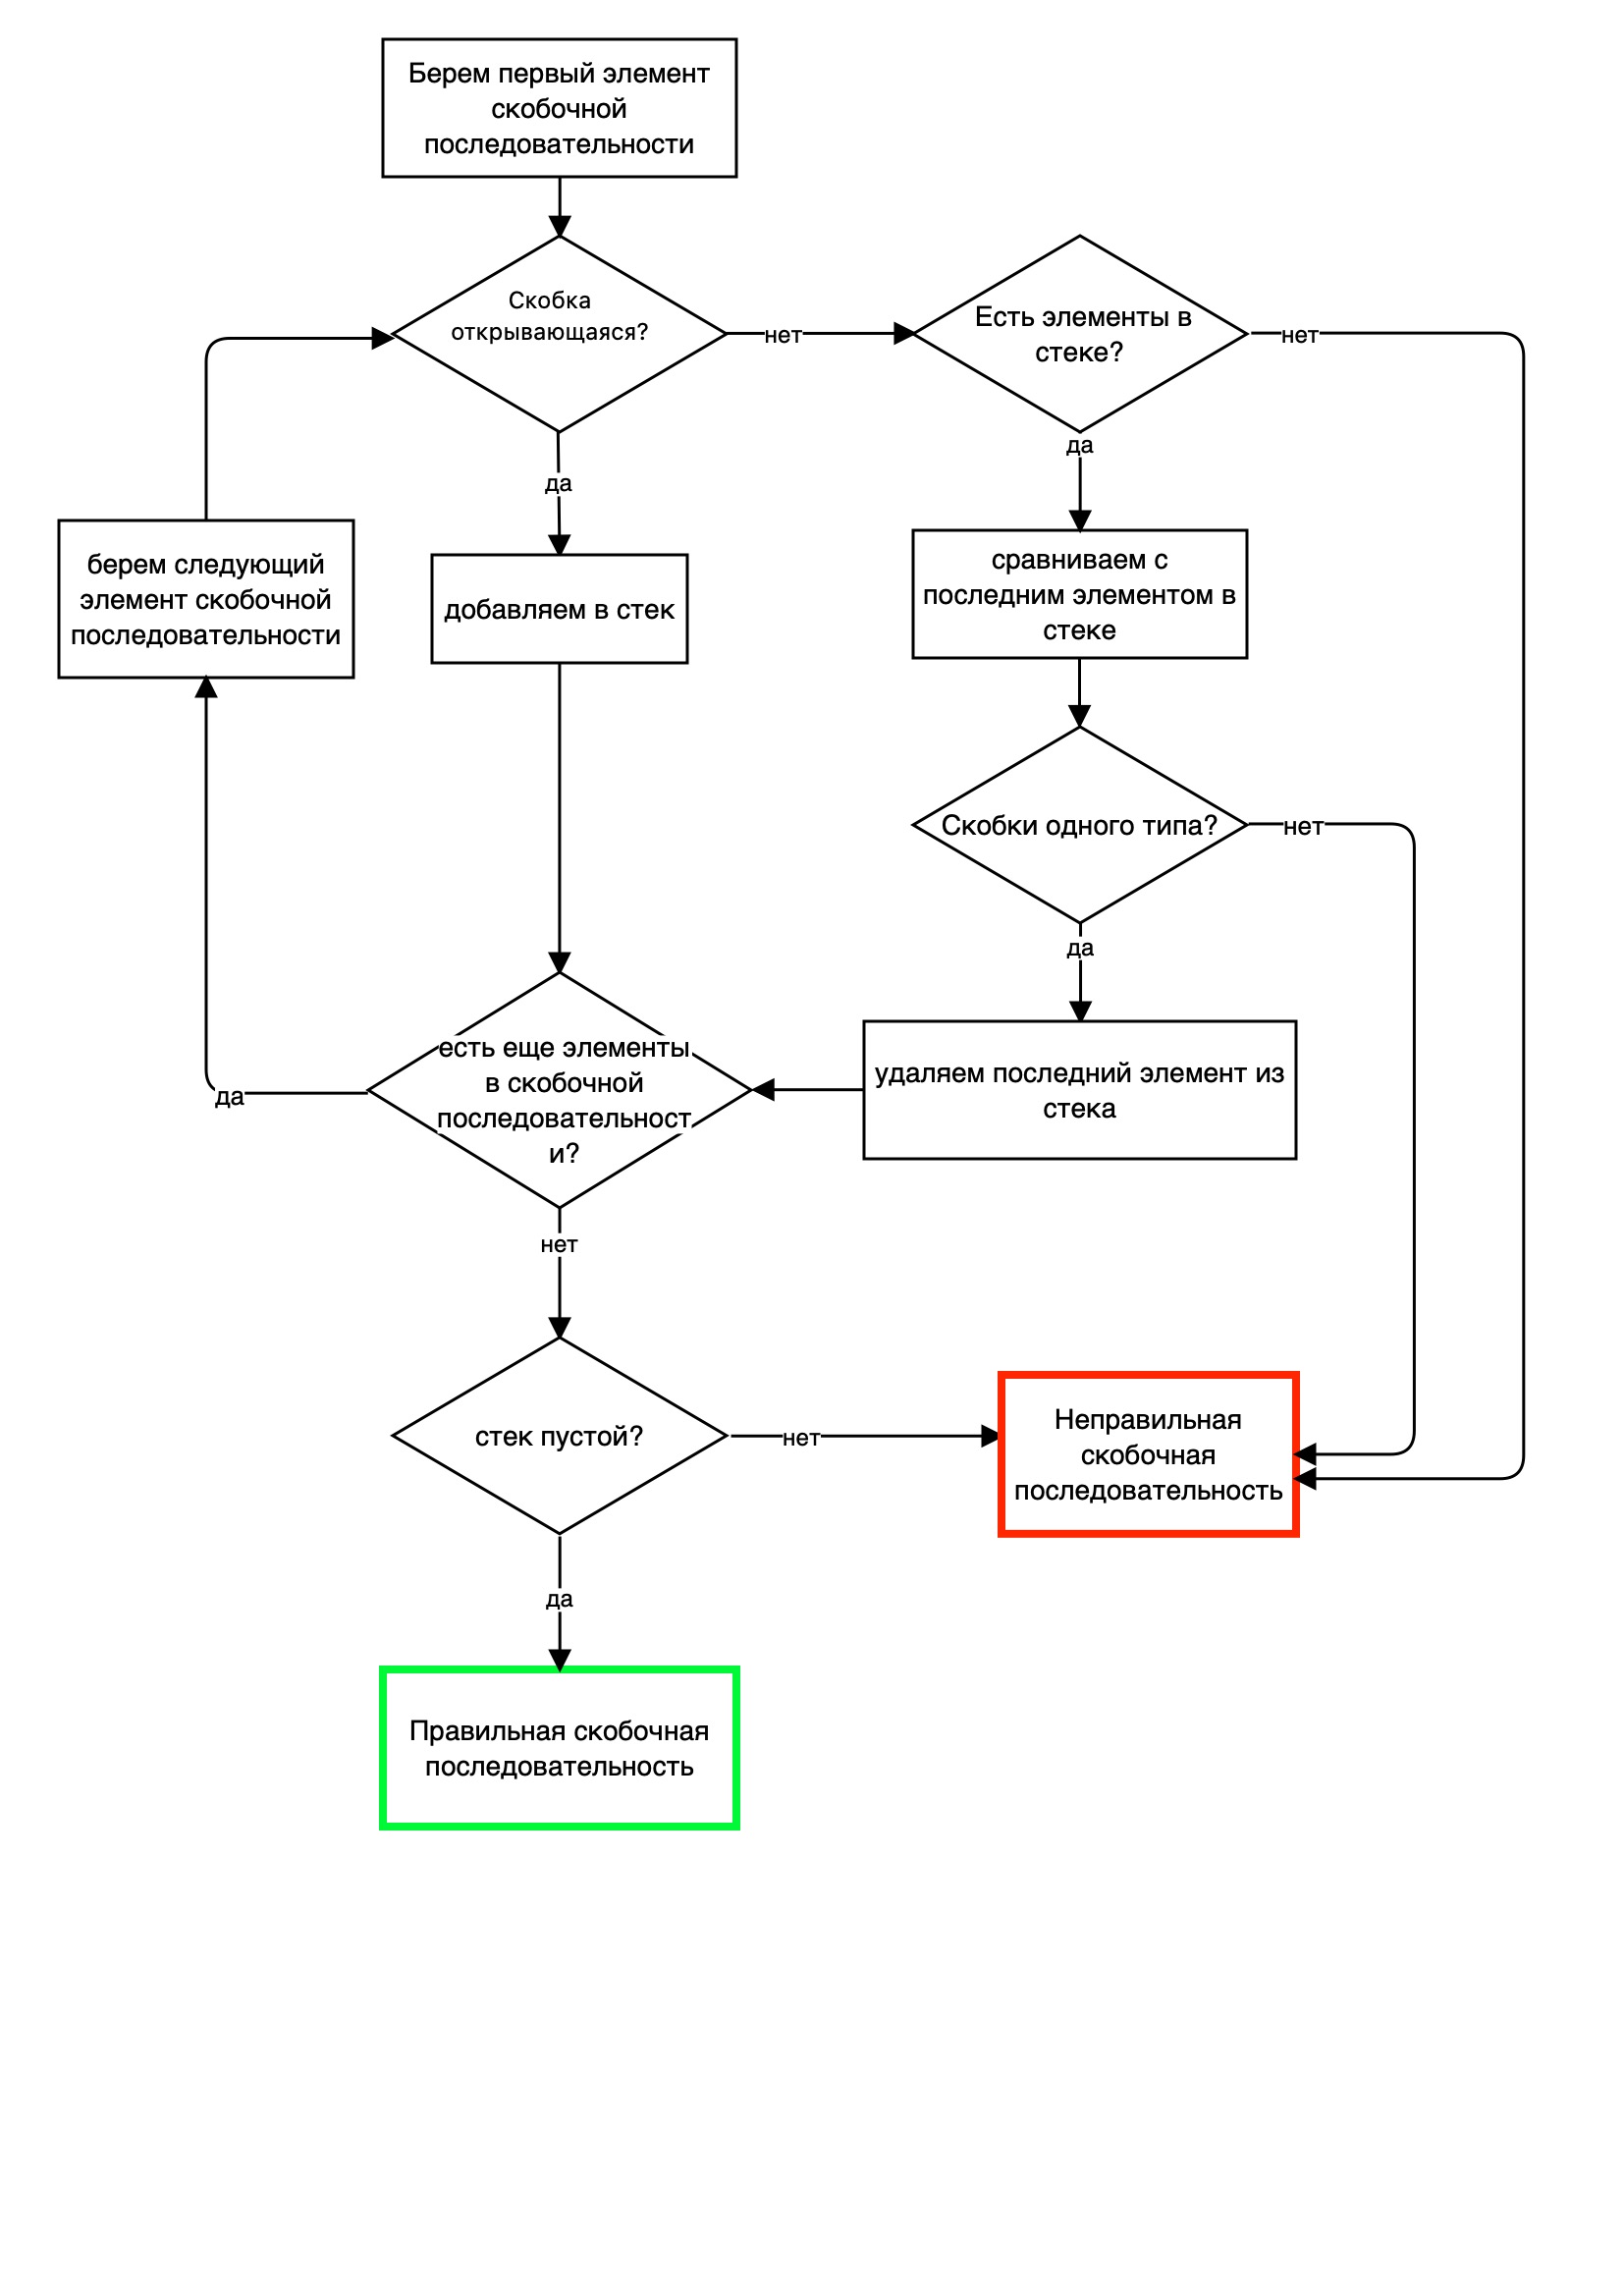 Берем первый элемент
скобочной
последовательности
Скобка
открывающаяся?
нет
Есть элементы в
стеке?
нет
да
да
берем следующий
элемент скобочной
последовательности
добавляем в стек
сравниваем с
последним элементом в
стеке
Скобки одного типа?
нет
да
есть еще элементы
в скобочной
последовательност
и?
да
удаляем последний элемент из
стека
нет
стек пустой?
нет
Неправильная
скобочная
последовательность
да
Правильная скобочная
последовательность